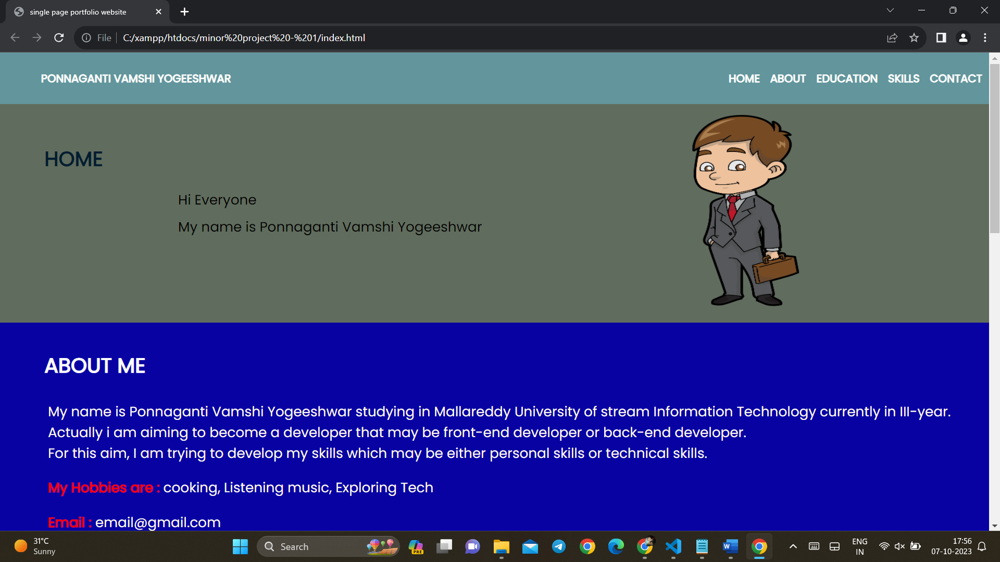 single page portfolio website
File
C:/xampp/htdocs/minor%20project%20-%201/index.html
PONNAGANTI VAMSHI YOGEESHWAR
HOME ABOUT EDUCATION SKILLS CONTACT
HOME
Hi Everyone
My name is Ponnaganti Vamshi Yogeeshwar
ABOUT ME
My name is Ponnaganti Vamshi Yogeeshwar studying in Mallareddy University of stream Information Technology currently in III-year.
Actually i am aiming to become a developer that may be front-end developer or back-end developer.
For this aim, I am trying to develop my skills which may be either personal skills or technical skills.
My Hobbies are : cooking, Listening music, Exploring Tech
Email : email@gmail.com
31°C
Sunny
Search
PRE
W
ENG
IN
17:56
07-10-2023